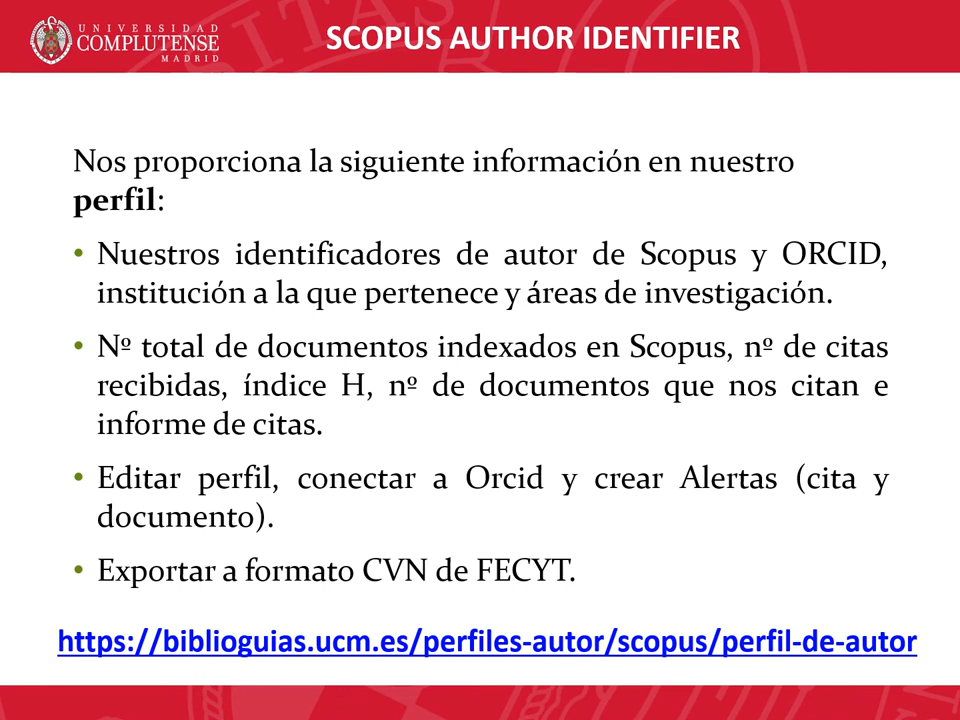 UNIVERSIDAD
COMPLUTENSE
MADRID
SCOPUS AUTHOR IDENTIFIER
Nos proporciona la siguiente información en nuestro
perfil:
• Nuestros identificadores de autor de Scopus y ORCID,
institución a la que pertenece y áreas de investigación.
• Nº total de documentos indexados en Scopus, nº de citas
recibidas, índice H, nº de documentos que nos citan e
informe de citas.
• Editar perfil, conectar a Orcid y crear Alertas (cita y
documento).
• Exportar a formato CVN de FECYT.
https://biblioguias.ucm.es/perfiles-autor/scopus/perfil-de-autor